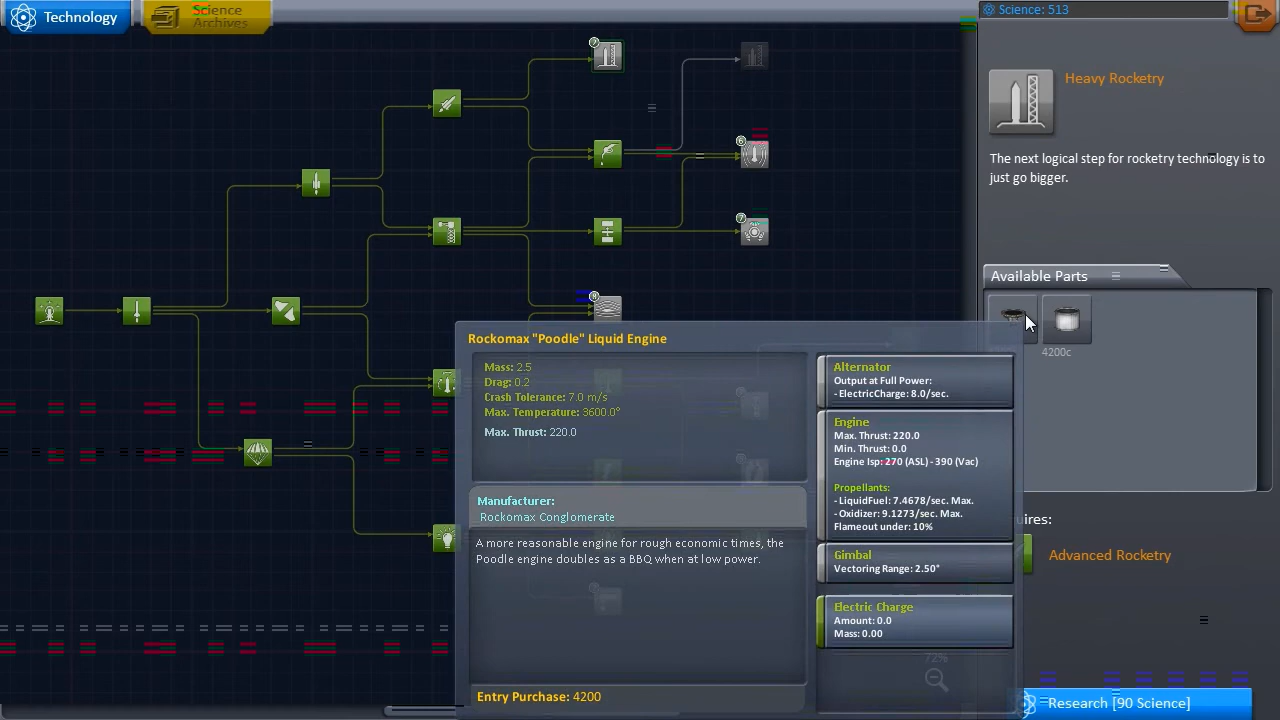 Technology
Science
Archives
Science: 513
Heavy Rocketry
The next logical step for rocketry technology is to
just go bigger.
Available Parts
4200c
2
6
7
8
Rockomax "Poodle" Liquid Engine
Mass: 2.5
Drag: 0.2
Crash Tolerance: 7.0 m/s
Max. Temperature: 3600.0°
Max. Thrust: 220.0
Manufacturer:
Rockomax Conglomerate
A more reasonable engine for rough economic times, the
Poodle engine doubles as a BBQ when at low power.
Entry Purchase: 4200
Alternator
Output at Full Power:
- ElectricCharge: 8.0/sec.
Engine
Max. Thrust: 220.0
Min. Thrust: 0.0
Engine Isp: 270 (ASL) - 390 (Vac)
Propellants:
- LiquidFuel: 7.4678/sec. Max.
- Oxidizer: 9.1273/sec. Max.
Flameout under: 10%
Gimbal
Vectoring Range: 2.50°
Electric Charge
Amount: 0.0
Mass: 0.00
72%
uires:
Advanced Rocketry
Research [90 Science]